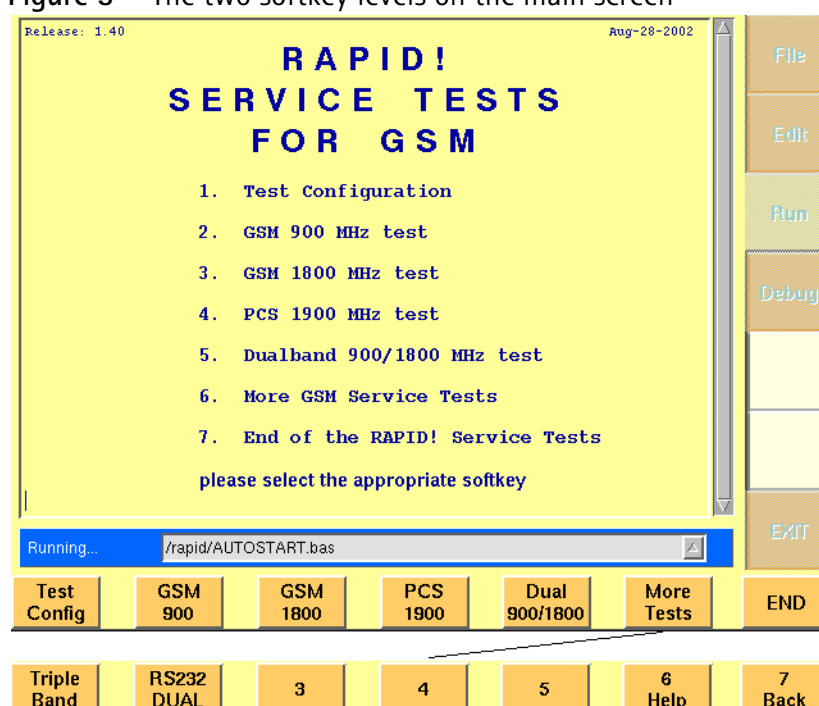 Figure 3 The two softkey levels on the main screen
Release: 1.40
Aug-28-2002
RAPID!
SERVICE TESTS
FOR GSM
1. Test Configuration
2. GSM 900 MHz test
3. GSM 1800 MHz test
4. PCS 1900 MHz test
5. Dualband 900/1800 MHz test
6. More GSM Service Tests
7. End of the RAPID! Service Tests
please select the appropriate softkey
File
Edit
Run
Debug
EXIT
Running...
/rapid/AUTOSTART.bas
Test Config
GSM 900
GSM 1800
PCS 1900
Dual 900/1800
More Tests
END
Triple Band
RS232 DUAL
3
4
5
6 Help
7 Back